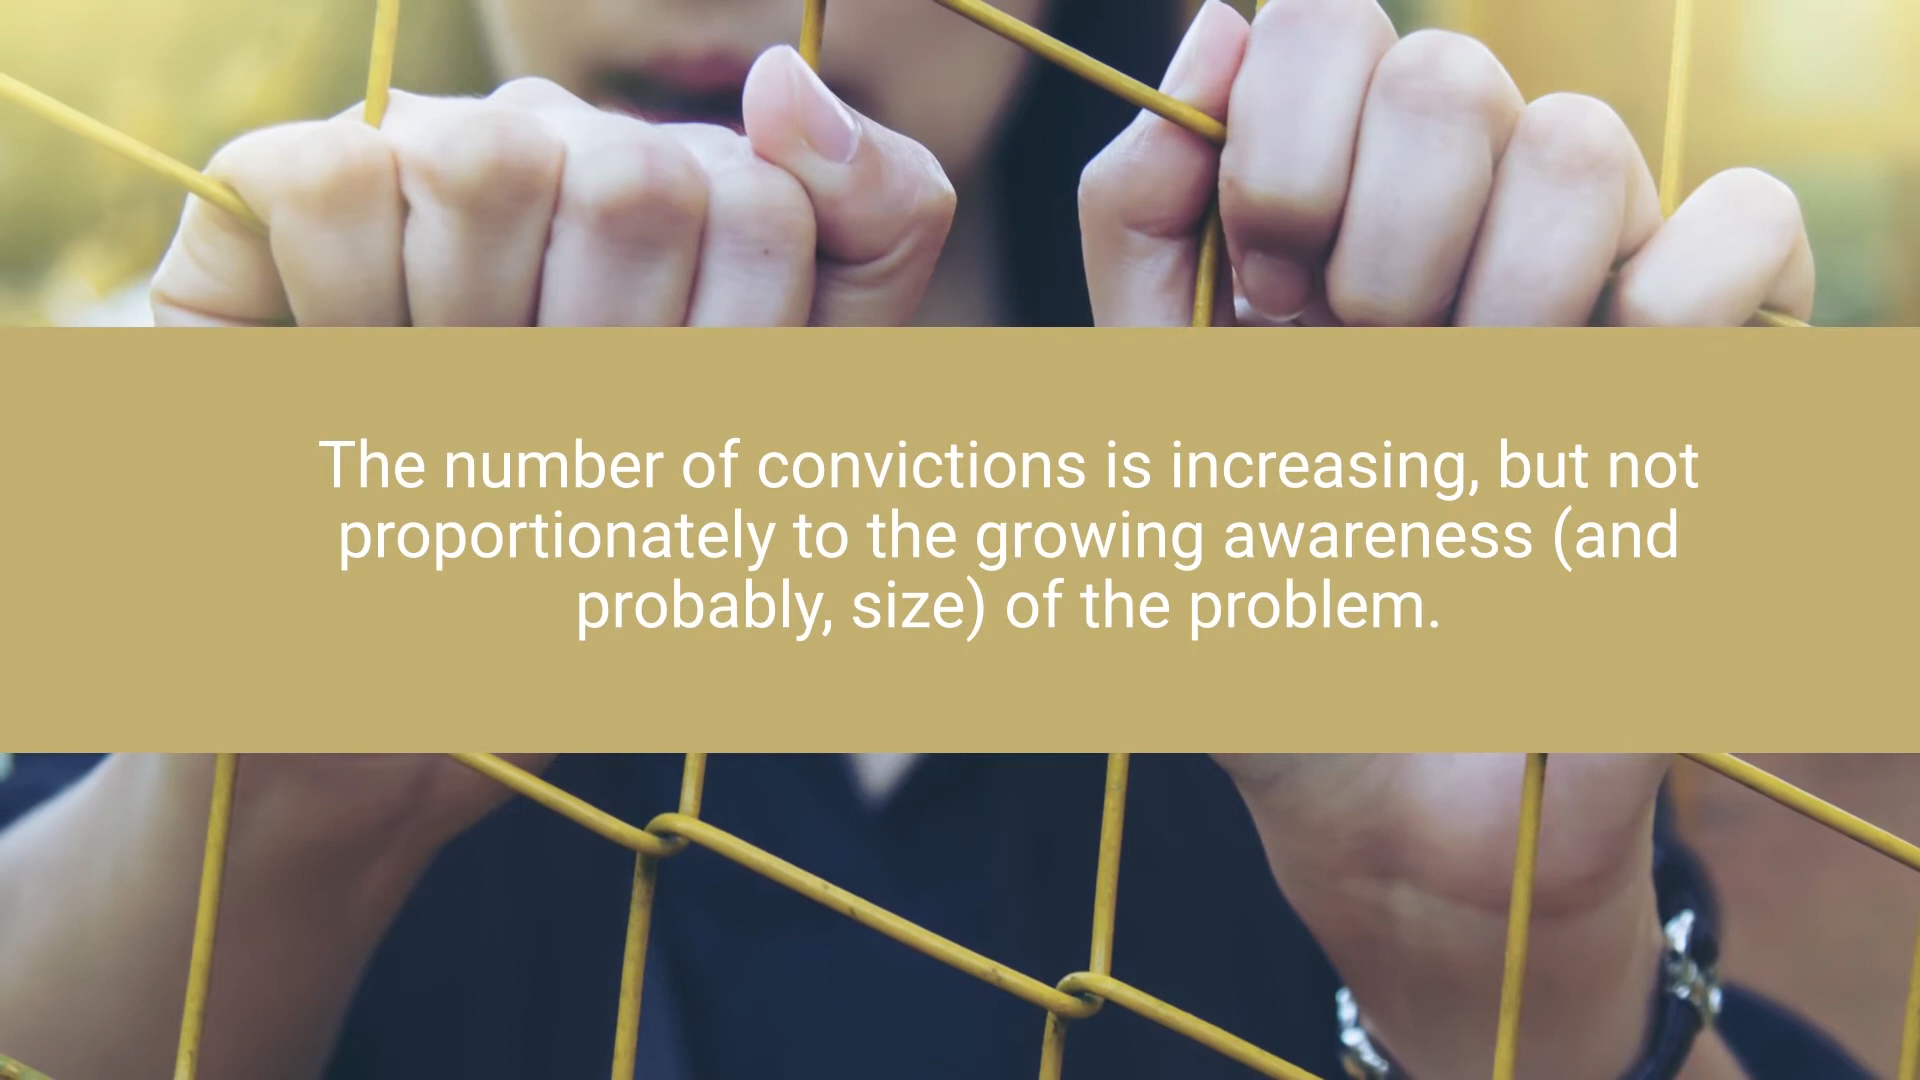 The number of convictions is increasing, but not
proportionately to the growing awareness (and
probably, size) of the problem.